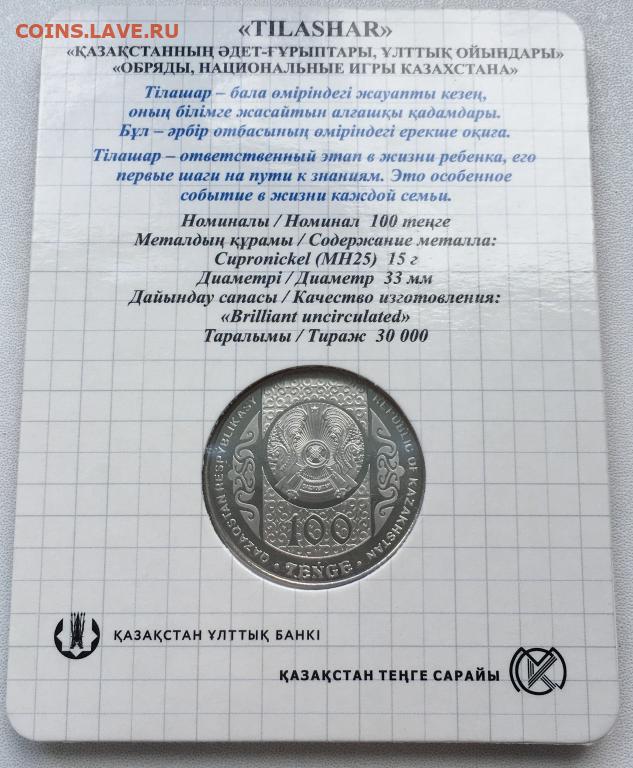 COINS.LAVE.RU
«TILASHAR»
«ҚАЗАҚСТАННЫҢ ӘДЕТ-ҒҰРЫПТАРЫ, ҰЛТТЫҚ ОЙЫНДАРЫ»
«ОБРЯДЫ, НАЦИОНАЛЬНЫЕ ИГРЫ КАЗАХСТАНА»
Тілашар – бала өміріндегі жауапты кезең,
оның білімге жасайтын алғашқы қадамдары.
Бұл – әрбір отбасының өміріндегі ерекше оқиға.
Тілашар – ответственный этап в жизни ребенка, его
первые шаги на пути к знаниям. Это особенное
событие в жизни каждой семьи.
Номиналы / Номинал 100 теңге
Металдың құрамы / Содержание металла:
Cupronickel (МН25) 15 г
Диаметрі / Диаметр 33 мм
Дайындау сапасы / Качество изготовления:
«Brilliant uncirculated»
Таралымы / Тираж 30 000
QAZAQSTAN RESPÝBLIKASY
REPUBLIC OF KAZAKHSTAN
100
TENGE
ҚАЗАҚСТАН ҰЛТТЫҚ БАНКІ
ҚАЗАҚСТАН ТЕҢГЕ САРАЙЫ